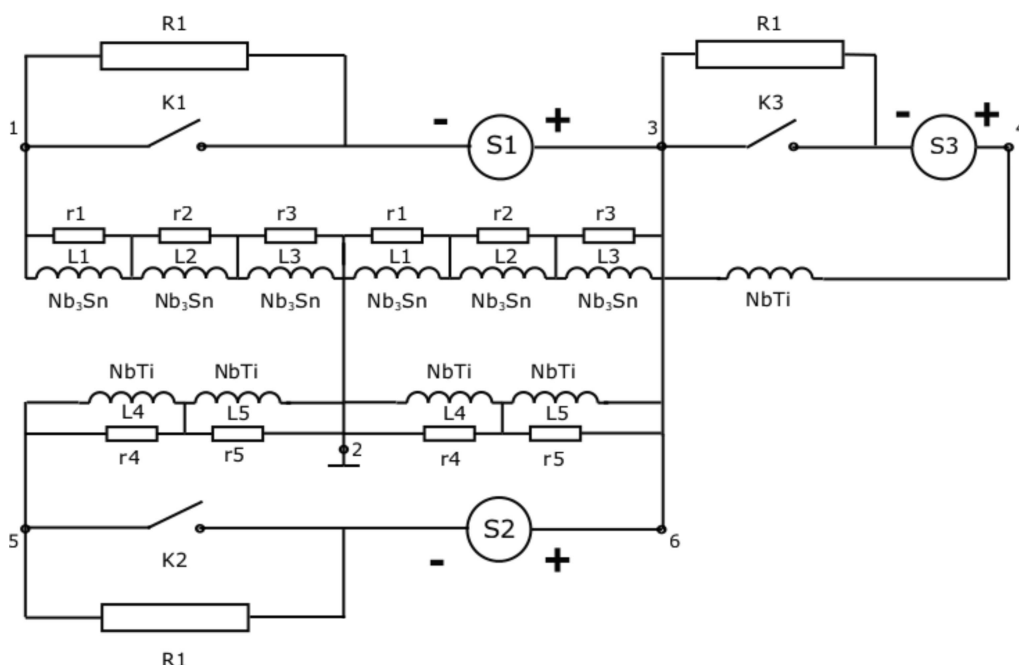 R1 R1
K1 K3
- + - +
1 S1 3 S3 4
r1 r2 r3 r1 r2 r3
L1 L2 L3 L1 L2 L3
Nb₃Sn Nb₃Sn Nb₃Sn Nb₃Sn Nb₃Sn Nb₃Sn NbTi
NbTi NbTi NbTi NbTi
L4 L5 L4 L5
r4 r5 2 r4 r5
5 S2 6
K2 - +
R1